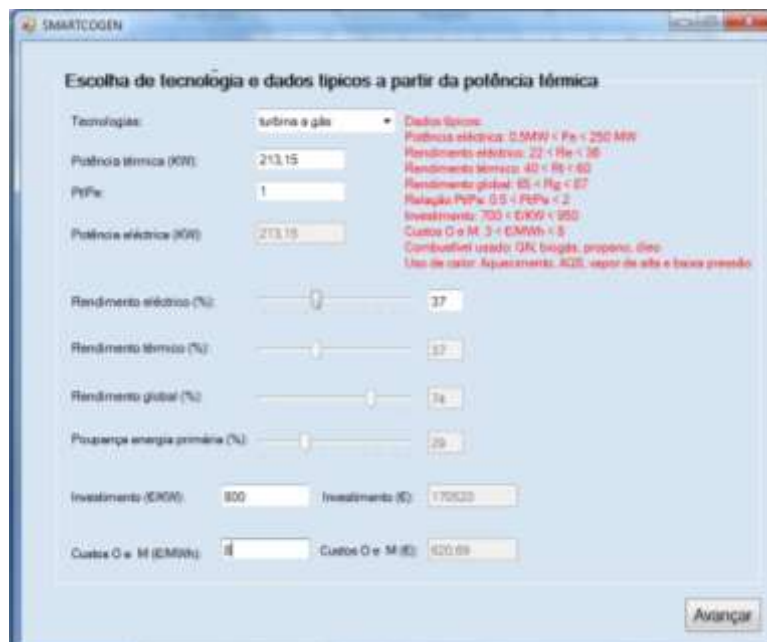 SMARTCOGEN
Escolha de tecnologia e dados tipicos a partir da potência térmica
Tecnologias: turbina a gás
Potência térmica (KW): 213,15
Pt/Pe: 1
Potência eléctrica (KW): 213,15
Dados típicos:
Potência eléctrica: 0.5MW < Pe < 250 MW
Rendimento eléctrico: 22 < Re < 36
Rendimento térmico: 40 < Rt < 60
Rendimento global: 65 < Rg < 87
Relação Pt/Pe: 0.5 < Pt/Pe < 2
Investimento: 700 < €/KW < 950
Custos O e M: 3 < €/MWh < 8
Combustível usado: GN, biogás, propano, óleo
Uso de calor: Aquecimento, AQS, vapor de alta e baixa pressão
Rendimento eléctrico (%): 37
Rendimento térmico (%): 37
Rendimento global (%): 74
Poupança energia primária (%): 29
Investimento (€/KW): 800 Investimento (€): 170520
Custos O e M (€/MWh): 8 Custos O e M (€): 620,69
Avançar